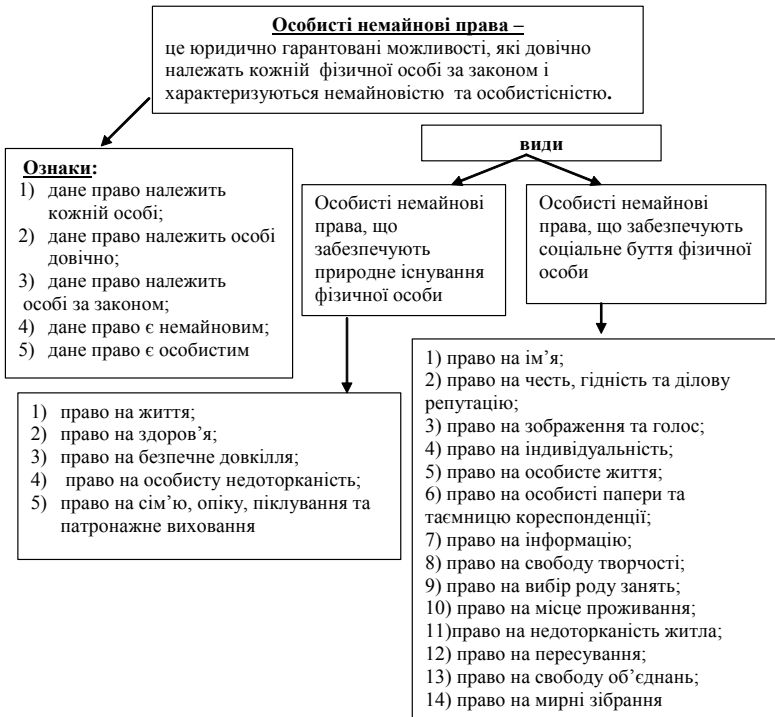 Особисті немайнові права –
це юридично гарантовані можливості, які довічно
належать кожній фізичної особі за законом і
характеризуються немайновістю та особистісністю.
види
Ознаки:
1) дане право належить
кожній особі;
2) дане право належить особі
довічно;
3) дане право належить
особі за законом;
4) дане право є немайновим;
5) дане право є особистим
Особисті немайнові
права, що
забезпечують
природне існування
фізичної особи
Особисті немайнові
права, що забезпечують
соціальне буття фізичної
особи
1) право на життя;
2) право на здоров’я;
3) право на безпечне довкілля;
4) право на особисту недоторканість;
5) право на сім’ю, опіку, піклування та
патронажне виховання
1) право на ім’я;
2) право на честь, гідність та ділову
репутацію;
3) право на зображення та голос;
4) право на індивідуальність;
5) право на особисте життя;
6) право на особисті папери та
таємницю кореспонденції;
7) право на інформацію;
8) право на свободу творчості;
9) право на вибір роду занять;
10) право на місце проживання;
11)право на недоторканість житла;
12) право на пересування;
13) право на свободу об’єднань;
14) право на мирні зібрання